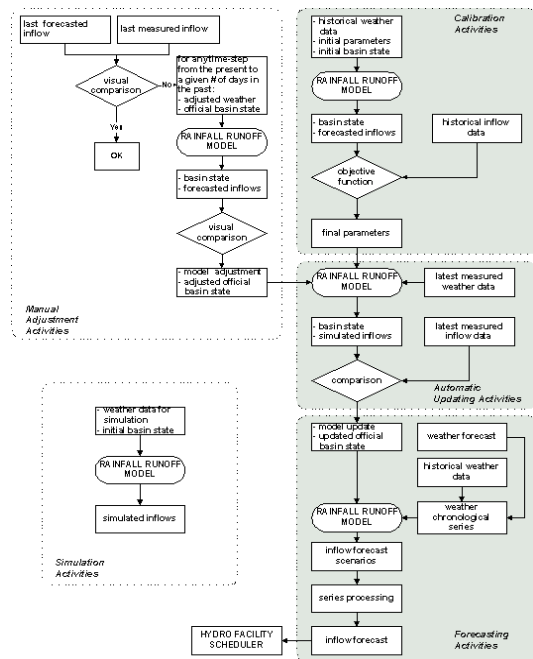 last forecasted
inflow
last measured inflow
visual
comparison
No
Yes
OK
for any time-step
from the present to
a given # of days in
the past:
- adjusted weather
- official basin state
RAINFALL RUNOFF
MODEL
- basin state
- forecasted inflows
visual
comparison
- model adjustment
- adjusted official
basin state
Manual
Adjustment
Activities
Calibration
Activities
- historical weather
data
- initial parameters
- initial basin state
RAINFALL RUNOFF
MODEL
- basin state
- forecasted inflows
historical inflow
data
objective
function
final parameters
RAINFALL RUNOFF
MODEL
latest measured
weather data
- basin state
- simulated inflows
latest measured
inflow data
comparison
Automatic
Updating Activities
- weather data for
simulation
- initial basin state
RAINFALL RUNOFF
MODEL
simulated inflows
Simulation
Activities
- model update
- updated official
basin state
weather forecast
historical weather
data
RAINFALL RUNOFF
MODEL
weather
chronological
series
inflow forecast
scenarios
series processing
inflow forecast
HYDRO FACILITY
SCHEDULER
Forecasting
Activities